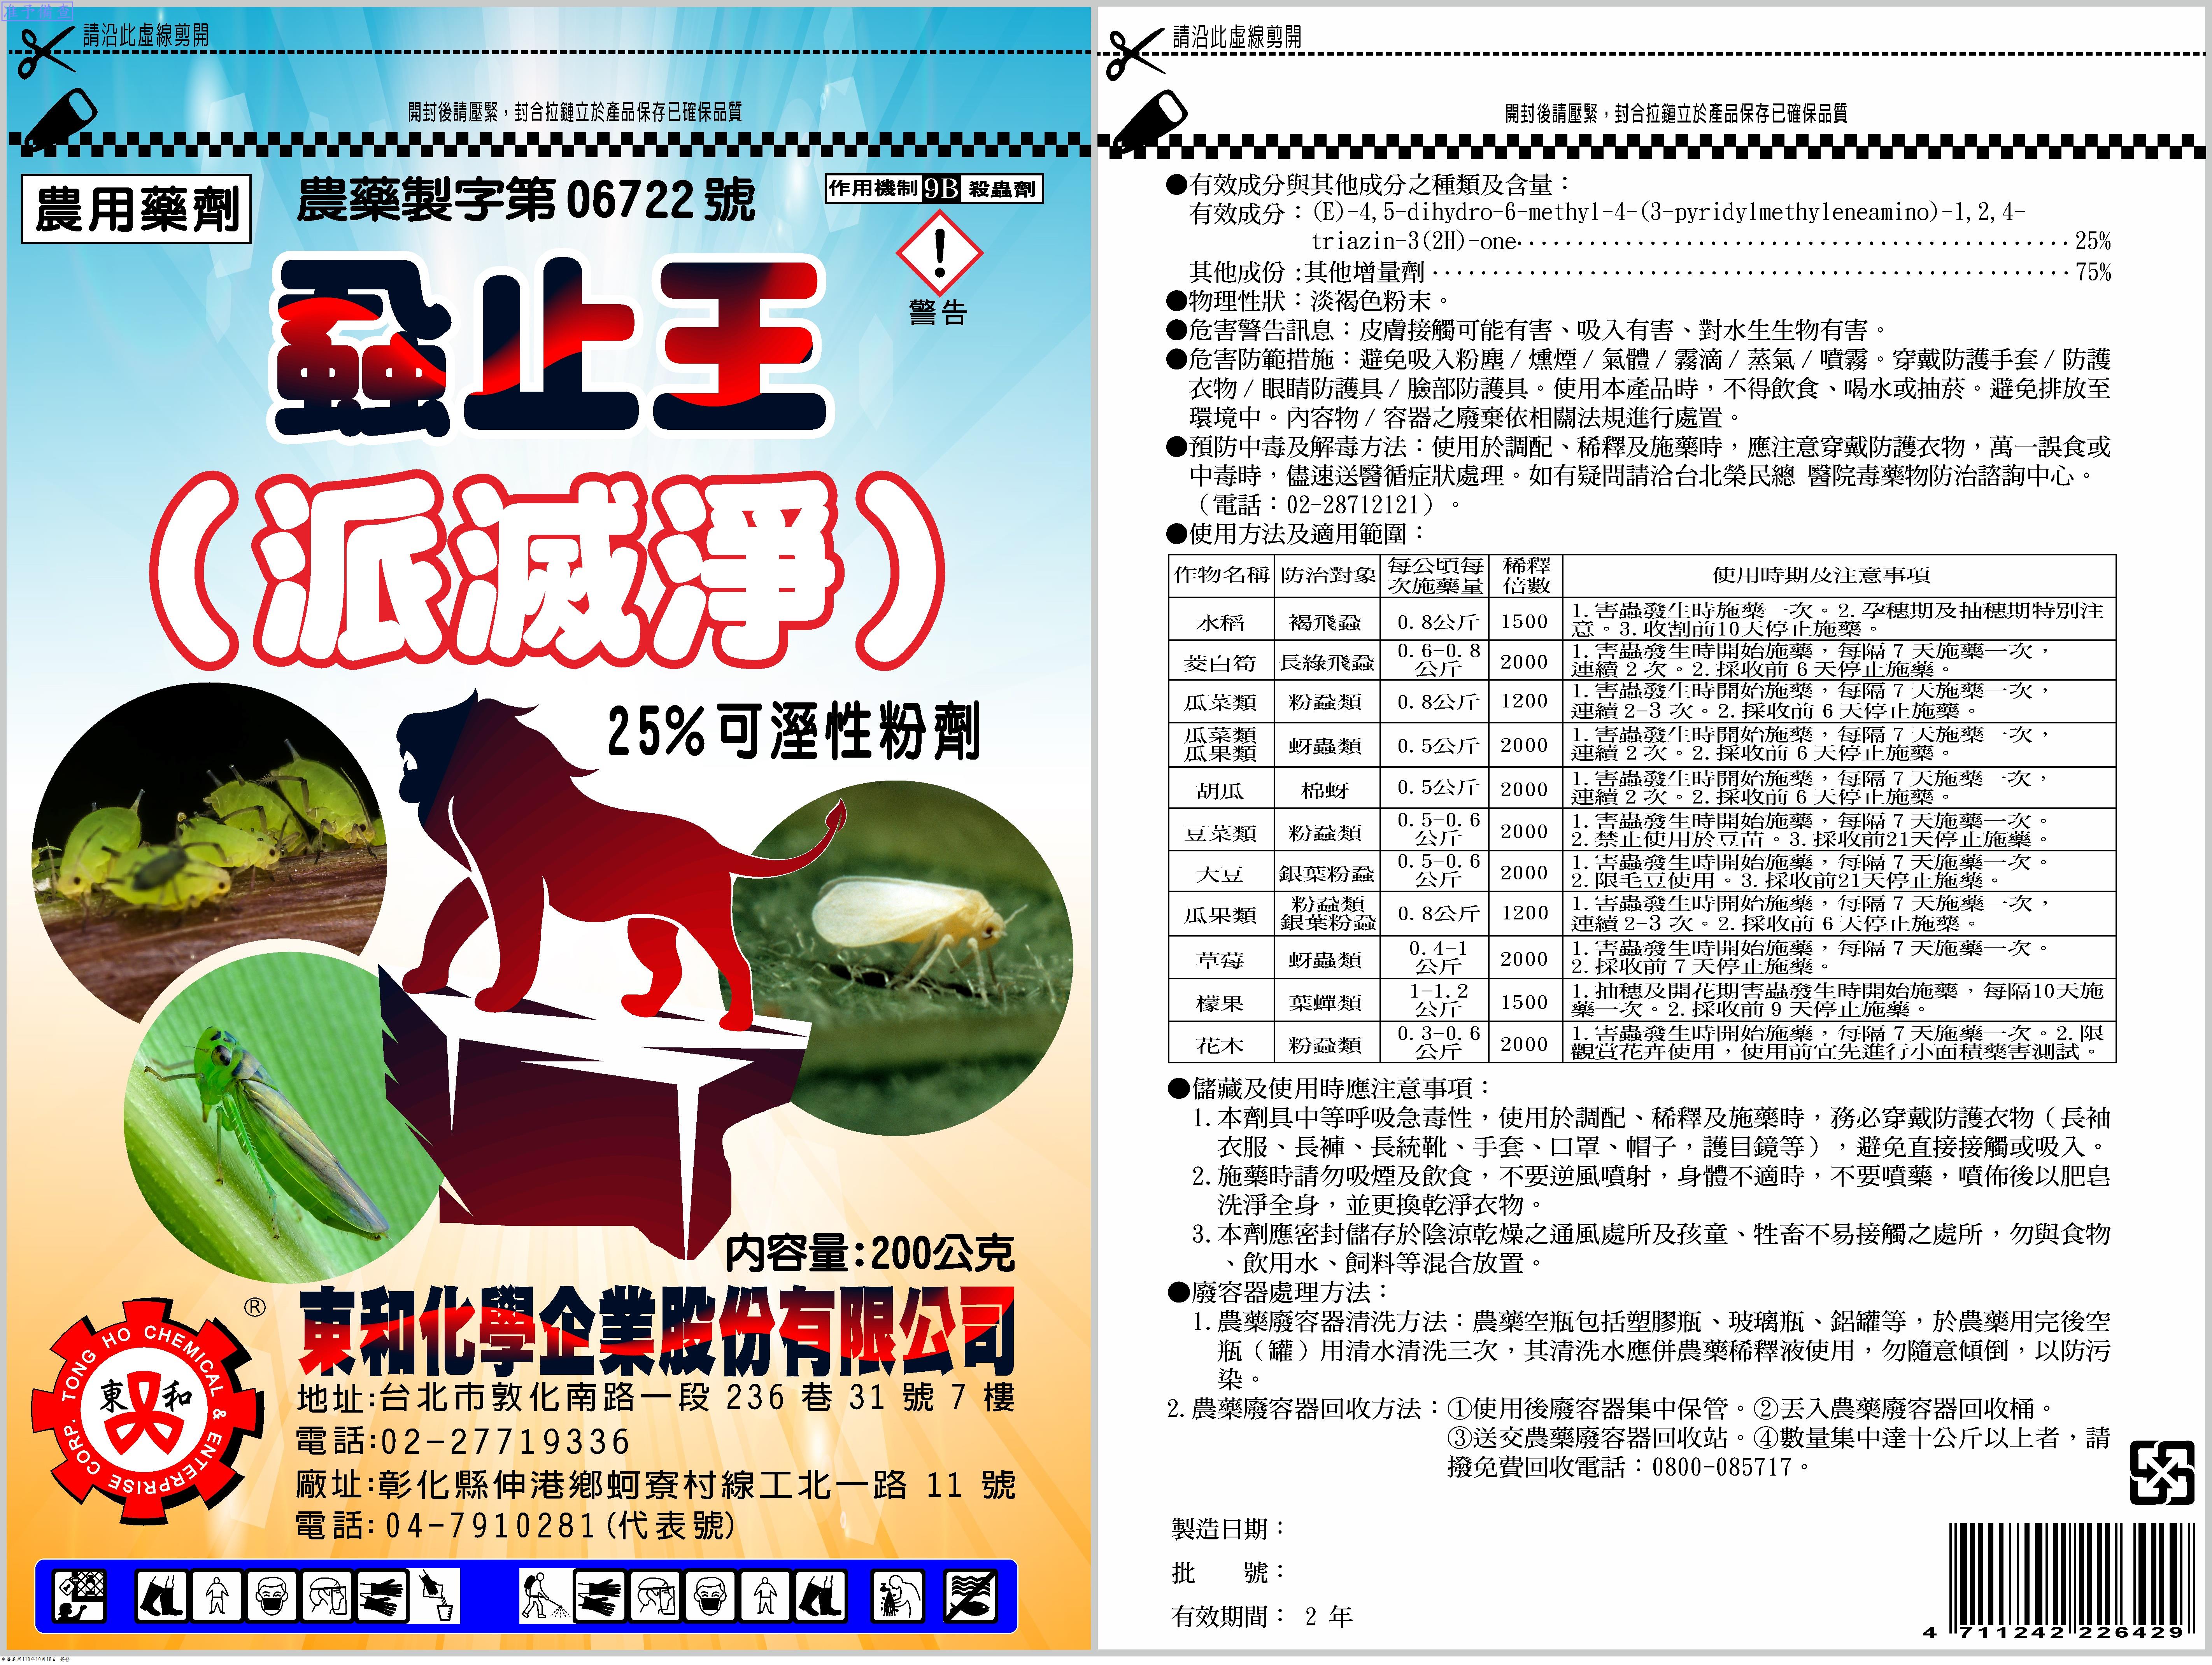 請沿此虛線剪開
開封後請壓緊，封合拉鏈立於產品保存已確保品質
農用藥劑
農藥製字第06722號
作用機制 9B 殺蟲劑
警告
蝨止王
(派滅淨)
25%可溼性粉劑
內容量:200公克
®
東和化學企業股份有限公司
TONG HO CHEMICAL & ENTERPRISE CORP.
東 和
地址:台北市敦化南路一段 236 巷 31 號 7 樓
電話:02-27719336
廠址:彰化縣伸港鄉蚵寮村線工北一路 11 號
電話:04-7910281(代表號)
中華民國110年10月18日
請沿此虛線剪開
開封後請壓緊，封合拉鏈立於產品保存已確保品質
●有效成分與其他成分之種類及含量：
有效成分：(E)-4,5-dihydro-6-methyl-4-(3-pyridylmethyleneamino)-1,2,4-
triazin-3(2H)-one 25%
其他成份:其他增量劑 75%
●物理性狀：淡褐色粉末。
●危害警告訊息：皮膚接觸可能有害、吸入有害、對水生生物有害。
●危害防範措施：避免吸入粉塵/燻煙/氣體/霧滴/蒸氣/噴霧。穿戴防護手套/防護
衣物/眼睛防護具/臉部防護具。使用本產品時，不得飲食、喝水或抽菸。避免排放至
環境中。內容物/容器之廢棄依相關法規進行處置。
●預防中毒及解毒方法：使用於調配、稀釋及施藥時，應注意穿戴防護衣物，萬一誤食或
中毒時，儘速送醫循症狀處理。如有疑問請洽台北榮民總 醫院毒藥物防治諮詢中心。
（電話：02-28712121）。
●使用方法及適用範圍：
作物名稱 防治對象 每公頃每次施藥量 稀釋倍數 使用時期及注意事項
水稻 褐飛蝨 0.8公斤 1500 1.害蟲發生時施藥一次。2.孕穗期及抽穗期特別注
意。3.收割前10天停止施藥。
茭白筍 長綠飛蝨 0.6-0.8公斤 2000 1.害蟲發生時開始施藥，每隔 7 天施藥一次，
連續 2 次。2.採收前 6 天停止施藥。
瓜菜類 粉蝨類 0.8公斤 1200 1.害蟲發生時開始施藥，每隔 7 天施藥一次，
連續 2-3 次。2.採收前 6 天停止施藥。
瓜菜類 瓜果類 蚜蟲類 0.5公斤 2000 1.害蟲發生時開始施藥，每隔 7 天施藥一次，
連續 2 次。2.採收前 6 天停止施藥。
胡瓜 棉蚜 0.5公斤 2000 1.害蟲發生時開始施藥，每隔 7 天施藥一次，
連續 2 次。2.採收前 6 天停止施藥。
豆菜類 粉蝨類 0.5-0.6公斤 2000 1.害蟲發生時開始施藥，每隔 7 天施藥一次。
2.禁止使用於豆苗。3.採收前21天停止施藥。
大豆 銀葉粉蝨 0.5-0.6公斤 2000 1.害蟲發生時開始施藥，每隔 7 天施藥一次。
2.限毛豆使用。3.採收前21天停止施藥。
瓜果類 粉蝨類 銀葉粉蝨 0.8公斤 1200 1.害蟲發生時開始施藥，每隔 7 天施藥一次，
連續 2-3 次。2.採收前 6 天停止施藥。
草莓 蚜蟲類 0.4-1公斤 2000 1.害蟲發生時開始施藥，每隔 7 天施藥一次。
2.採收前 7 天停止施藥。
檬果 葉蟬類 1-1.2公斤 1500 1.抽穗及開花期害蟲發生時開始施藥，每隔10天施
藥一次。2.採收前 9 天停止施藥。
花木 粉蝨類 0.3-0.6公斤 2000 1.害蟲發生時開始施藥，每隔 7 天施藥一次。2.限
觀賞花卉使用，使用前宜先進行小面積藥害測試。
●儲藏及使用時應注意事項：
1.本劑具中等呼吸急毒性，使用於調配、稀釋及施藥時，務必穿戴防護衣物（長袖
衣服、長褲、長統靴、手套、口罩、帽子，護目鏡等），避免直接接觸或吸入。
2.施藥時請勿吸煙及飲食，不要逆風噴射，身體不適時，不要噴藥，噴佈後以肥皂
洗淨全身，並更換乾淨衣物。
3.本劑應密封儲存於陰涼乾燥之通風處所及孩童、牲畜不易接觸之處所，勿與食物
、飲用水、飼料等混合放置。
●廢容器處理方法：
1.農藥廢容器清洗方法：農藥空瓶包括塑膠瓶、玻璃瓶、鋁罐等，於農藥用完後空
瓶（罐）用清水清洗三次，其清洗水應併農藥稀釋液使用，勿隨意傾倒，以防污
染。
2.農藥廢容器回收方法：①使用後廢容器集中保管。②丟入農藥廢容器回收桶。
③送交農藥廢容器回收站。④數量集中達十公斤以上者，請
撥免費回收電話：0800-085717。
製造日期：
批 號：
有效期間： 2 年
4 711242 226429